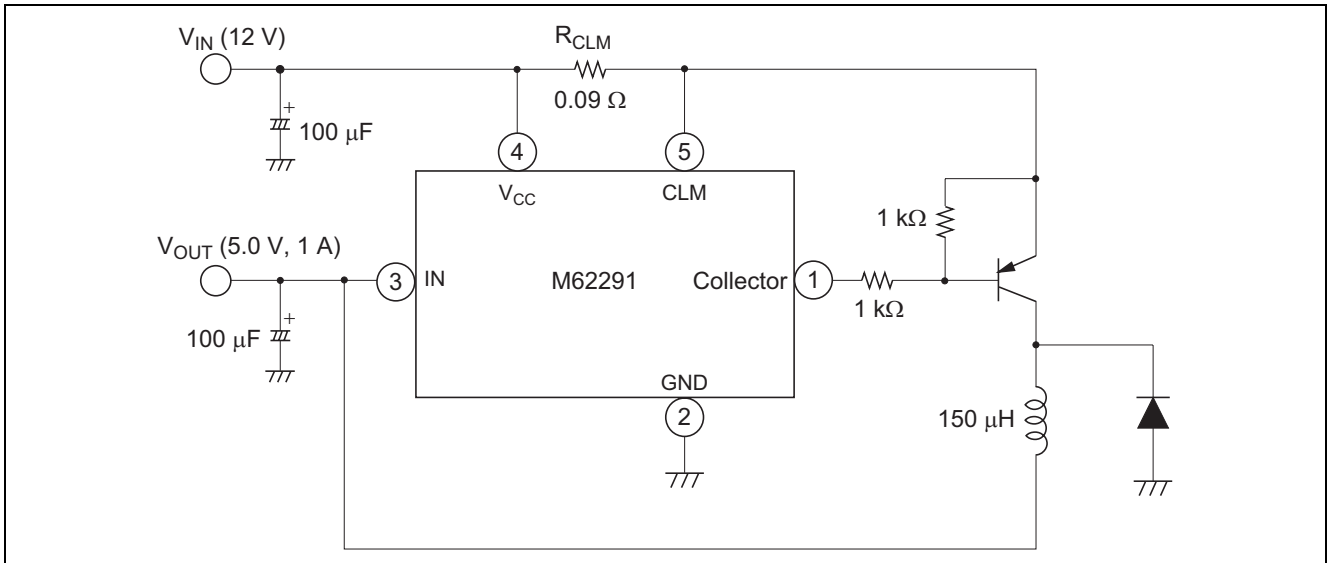 V_IN (12 V)
R_CLM
0.09 Ω
+
100 μF
4
5
V_CC
CLM
1 kΩ
V_OUT (5.0 V, 1 A)
3
IN
M62291
Collector
1
1 kΩ
+
100 μF
GND
2
150 μH